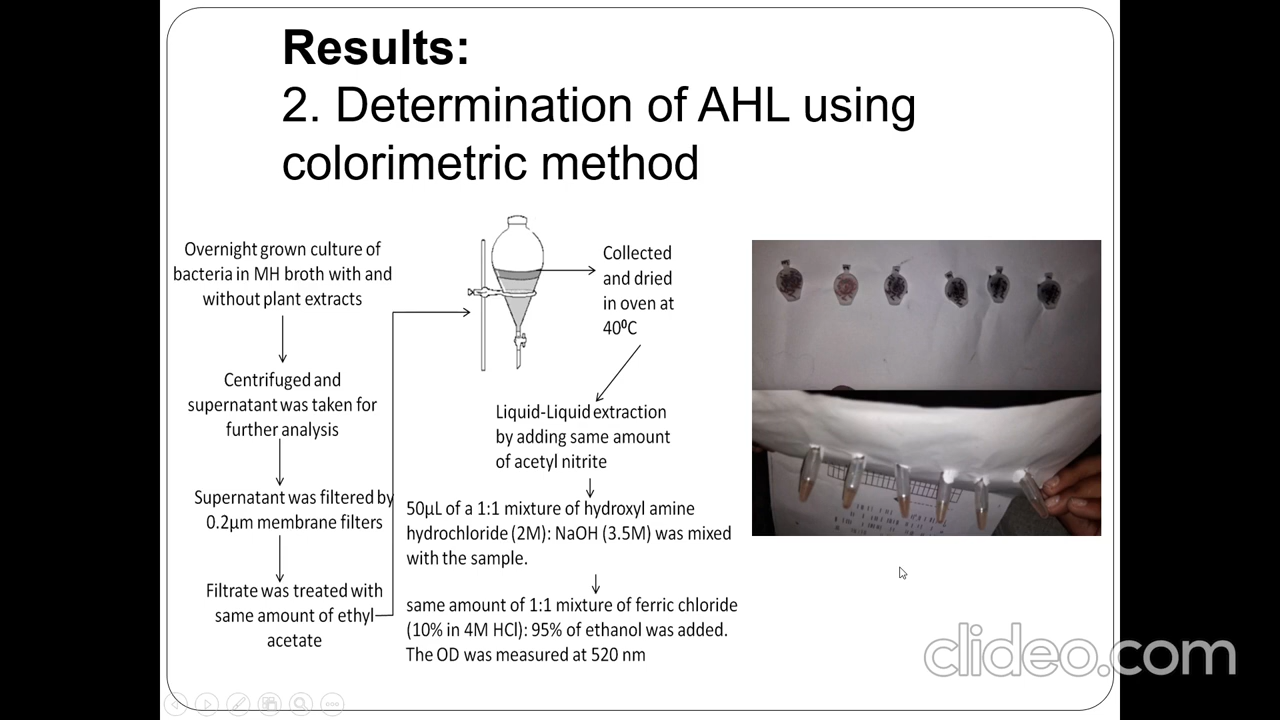 Results:
2. Determination of AHL using
colorimetric method
Overnight grown culture of
bacteria in MH broth with and
without plant extracts
Centrifuged and
supernatant was taken for
further analysis
Supernatant was filtered by
0.2µm membrane filters
Filtrate was treated with
same amount of ethyl
acetate
Collected
and dried
in oven at
40⁰C
Liquid-Liquid extraction
by adding same amount
of acetyl nitrite
50µL of a 1:1 mixture of hydroxyl amine
hydrochloride (2M): NaOH (3.5M) was mixed
with the sample.
same amount of 1:1 mixture of ferric chloride
(10% in 4M HCl): 95% of ethanol was added.
The OD was measured at 520 nm
clideo.com